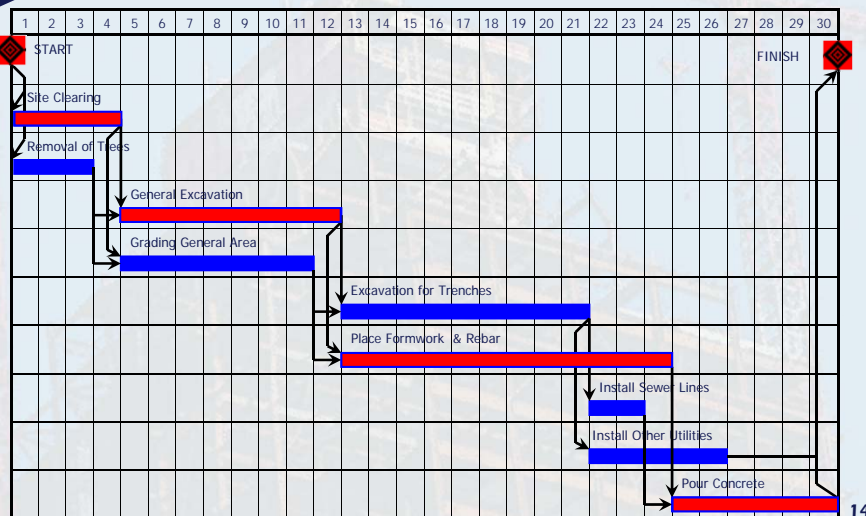 1 2 3 4 5 6 7 8 9 10 11 12 13 14 15 16 17 18 19 20 21 22 23 24 25 26 27 28 29 30
START
FINISH
Site Clearing
Removal of Trees
General Excavation
Grading General Area
Excavation for Trenches
Place Formwork & Rebar
Install Sewer Lines
Install Other Utilities
Pour Concrete
14